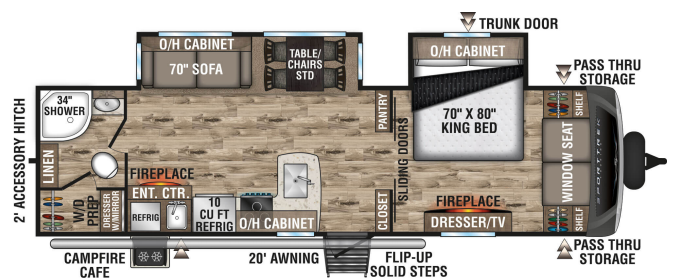 TRUNK DOOR
O/H CABINET
70" SOFA
TABLE/
CHAIRS
STD
O/H CABINET
70" X 80"
KING BED
PASS THRU
STORAGE
SHELF
WINDOW SEAT
SPORTTREK
SHELF
PASS THRU
STORAGE
2' ACCESSORY HITCH
34"
SHOWER
LINEN
W/D
PREP
DRESSER
W/MIRROR
FIREPLACE
ENT. CTR.
REFRIG
10
CU FT
REFRIG
O/H CABINET
PANTRY
SLIDING DOORS
CLOSET
FIREPLACE
DRESSER/TV
CAMPFIRE
CAFE
20' AWNING
FLIP-UP
SOLID STEPS